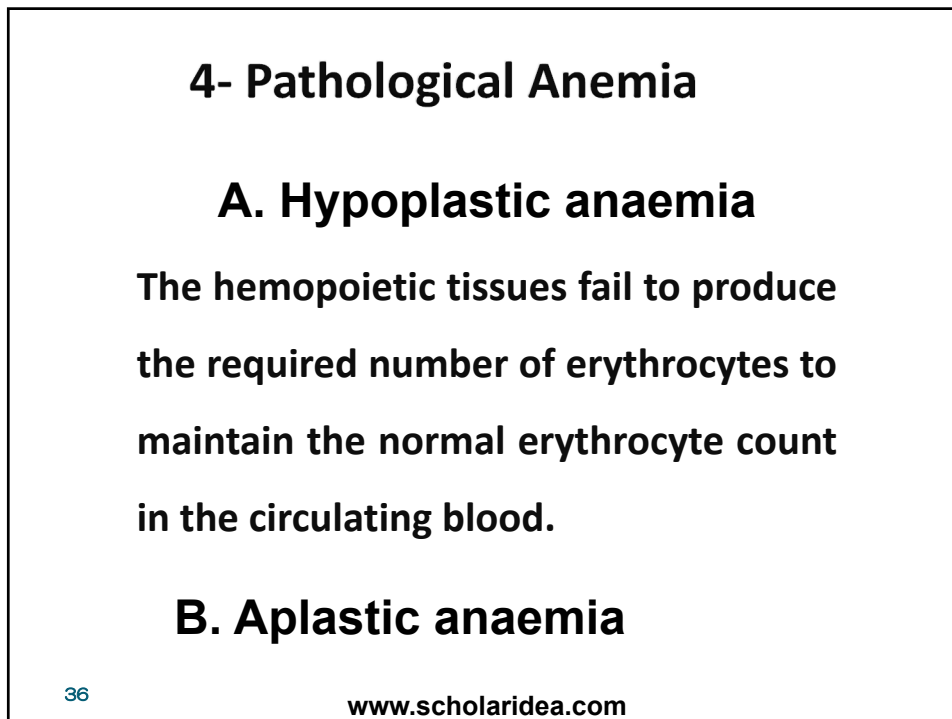 4- Pathological Anemia
A. Hypoplastic anaemia
The hemopoietic tissues fail to produce
the required number of erythrocytes to
maintain the normal erythrocyte count
in the circulating blood.
B. Aplastic anaemia
36
www.scholaridea.com